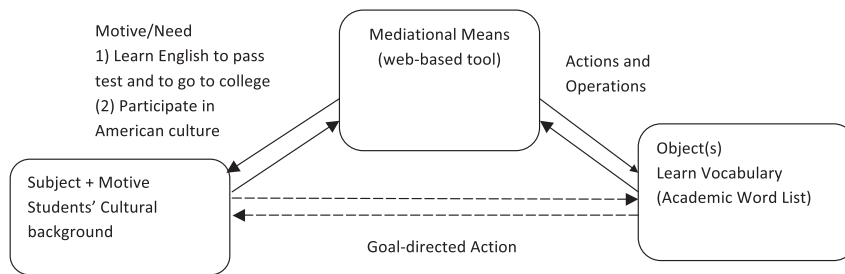 Motive/Need
1) Learn English to pass
test and to go to college
(2) Participate in
American culture
Mediational Means
(web-based tool)
Actions and
Operations
Subject + Motive
Students’ Cultural
background
Object(s)
Learn Vocabulary
(Academic Word List)
Goal-directed Action